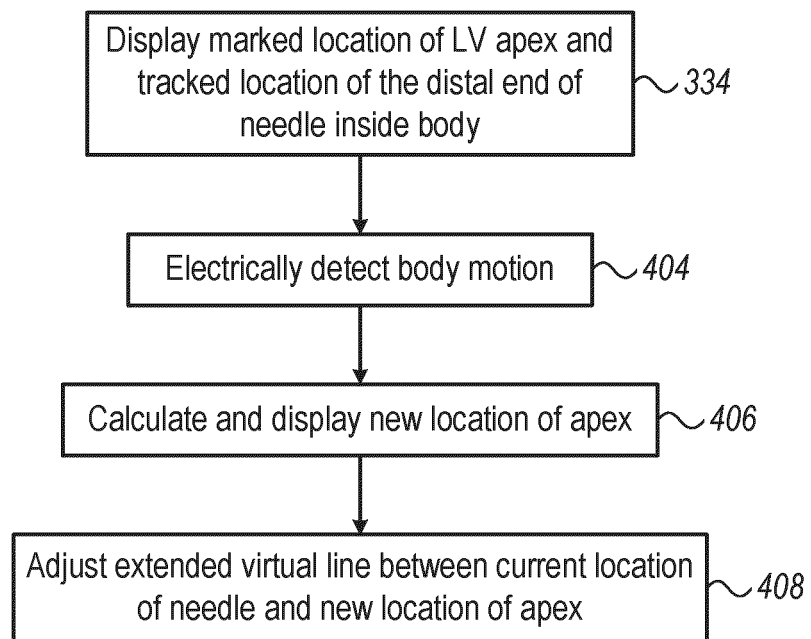 Display marked location of LV apex and
tracked location of the distal end of
needle inside body
334
Electrically detect body motion
404
Calculate and display new location of apex
406
Adjust extended virtual line between current location
of needle and new location of apex
408